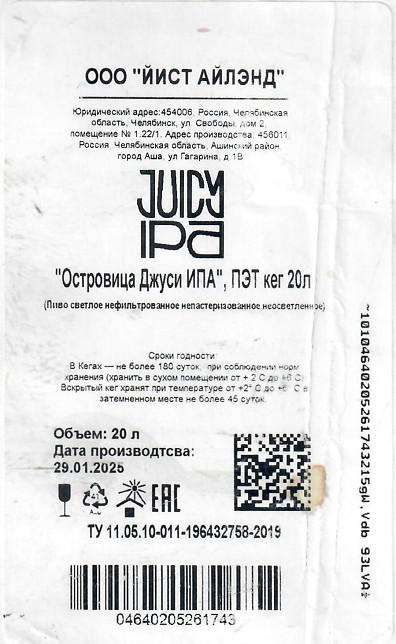 ООО "ЙИСТ АЙЛЭНД"
Юридический адрес:454006, Россия, Челябинская
область, Челябинск, ул. Свободы, дом 2,
помещение № 1.22/1. Адрес производства: 456011,
Россия, Челябинская область, Ашинский район,
город Аша, ул Гагарина, д 1В
JUICY
IPA
"Островица Джуси ИПА", ПЭТ кег 20л
(Пиво светлое нефильтрованное непастеризованное неосветленное)
Сроки годности:
В Кегах — не более 180 суток, при соблюдении норм
хранения (хранить в сухом помещении от + 2 С до +6 С)
Вскрытый кег хранят при температуре от +2° С до +6° С в
затемненном месте не более 45 суток.
Объем: 20 л
Дата производтсва:
29.01.2025
EAC
ТУ 11.05.10-011-196432758-2019
04640205261743
~0104640205261743215gW.Vdb 93LVA‡